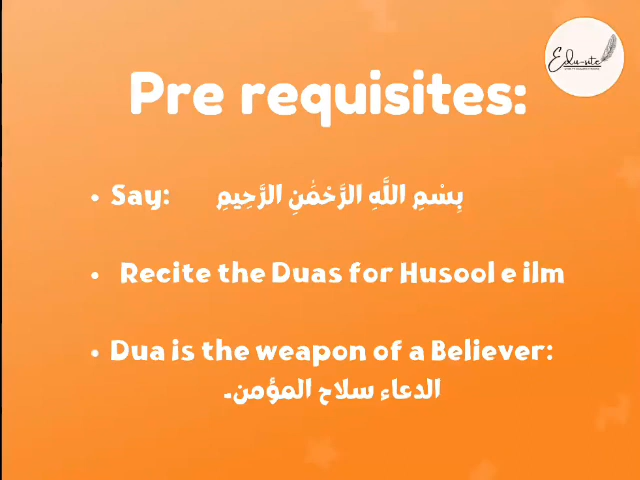 Edu-site
Pre requisites:
• Say: بِسْمِ اللَّهِ الرَّحْمَٰنِ الرَّحِيمِ
• Recite the Duas for Husool e ilm
• Dua is the weapon of a Believer:
الدعاء سلاح المؤمن۔